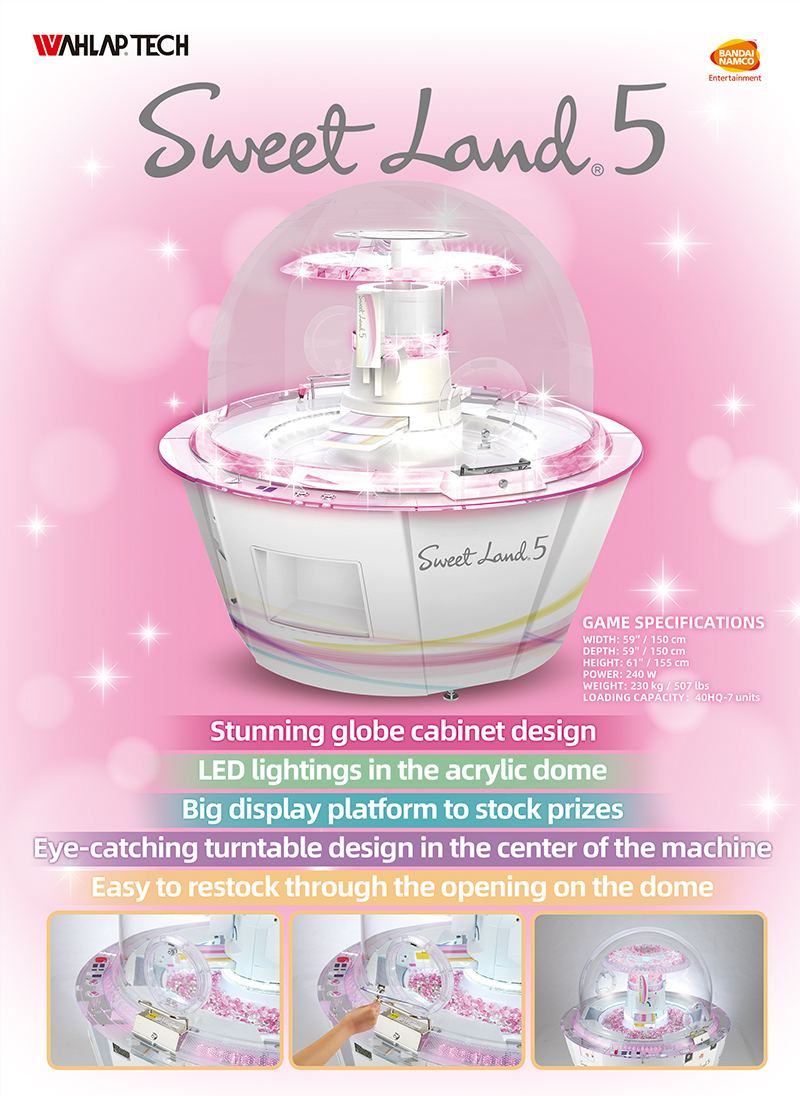 WAHLAP TECH
BANDAI
NAMCO
Entertainment
Sweet Land® 5
Sweet Land 5
Sweet Land® 5
GAME SPECIFICATIONS
WIDTH: 59" / 150 cm
DEPTH: 59" / 150 cm
HEIGHT: 61" / 155 cm
POWER: 240 W
WEIGHT: 230 kg / 507 lbs
LOADING CAPACITY: 40HQ-7 units
Stunning globe cabinet design
LED lightings in the acrylic dome
Big display platform to stock prizes
Eye-catching turntable design in the center of the machine
Easy to restock through the opening on the dome